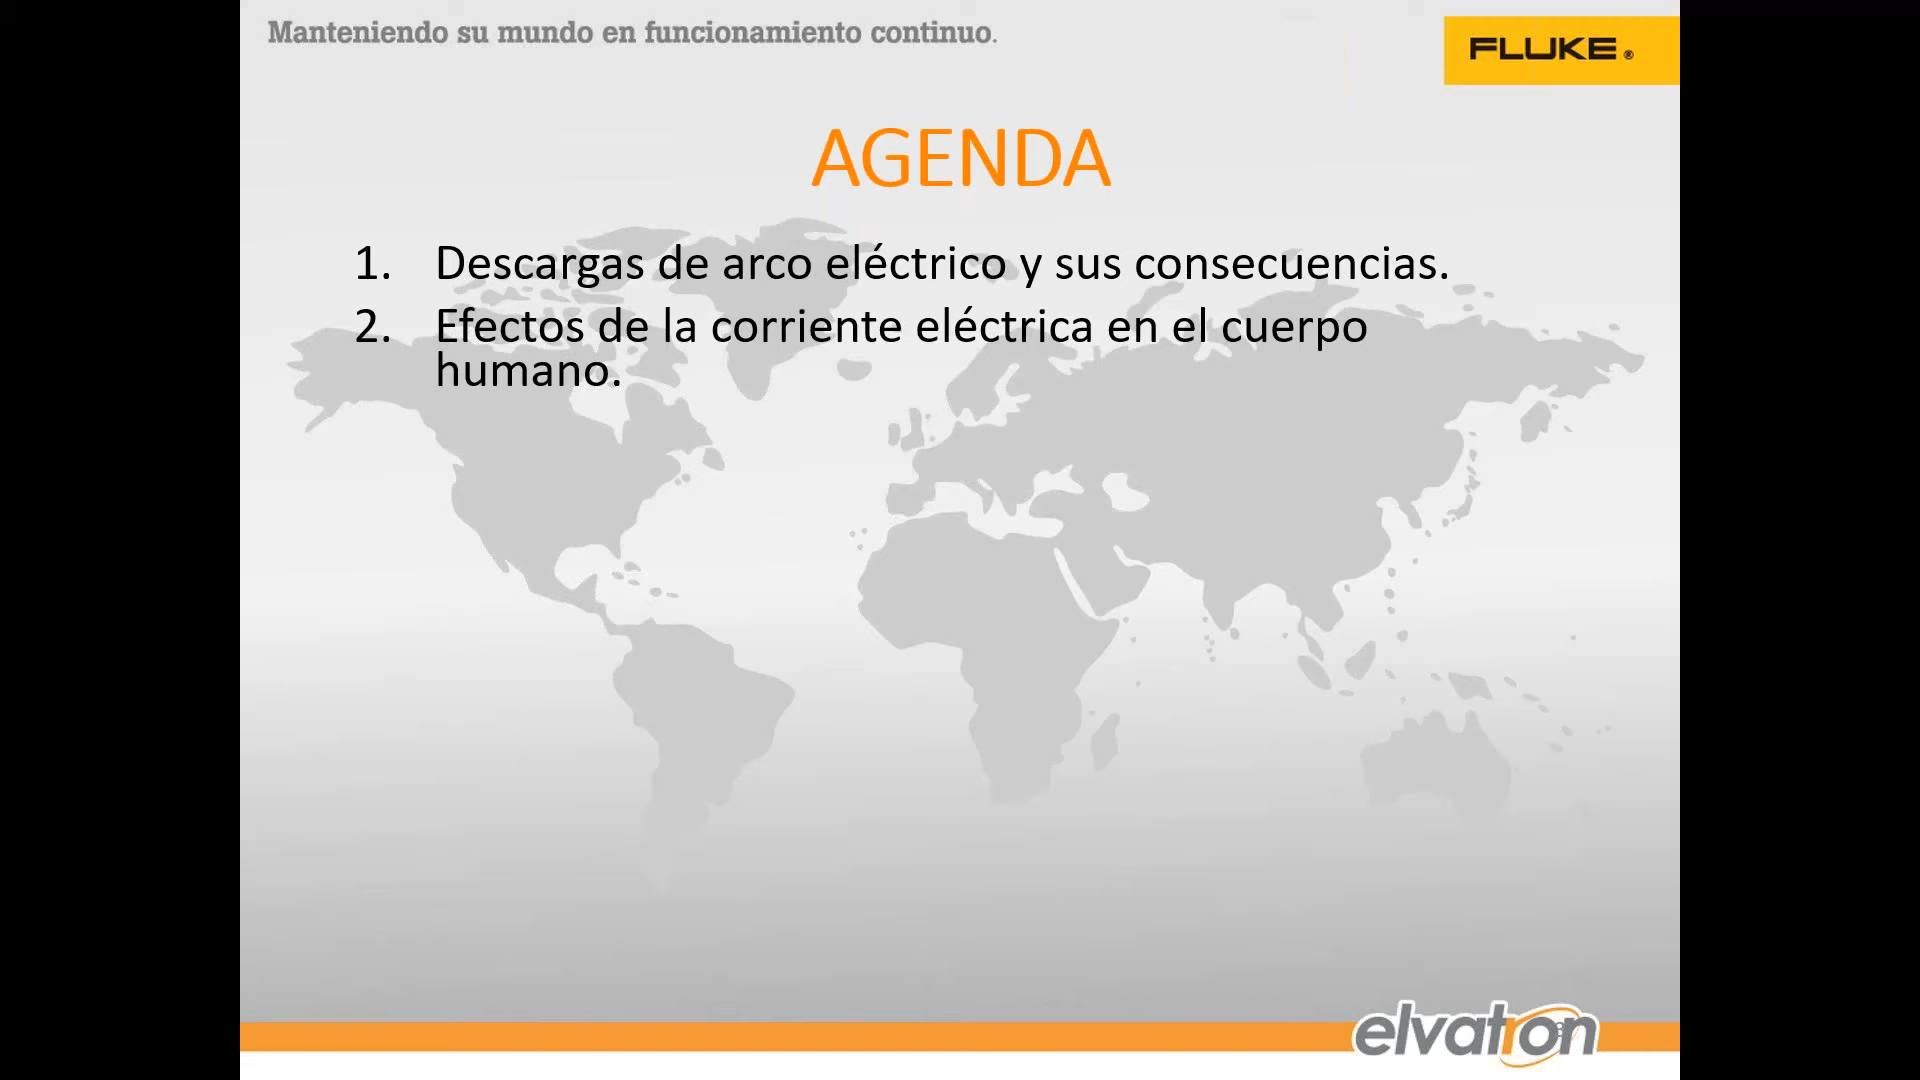 Manteniendo su mundo en funcionamiento continuo.
FLUKE®
AGENDA
1. Descargas de arco eléctrico y sus consecuencias.
2. Efectos de la corriente eléctrica en el cuerpo
humano.
elvatron